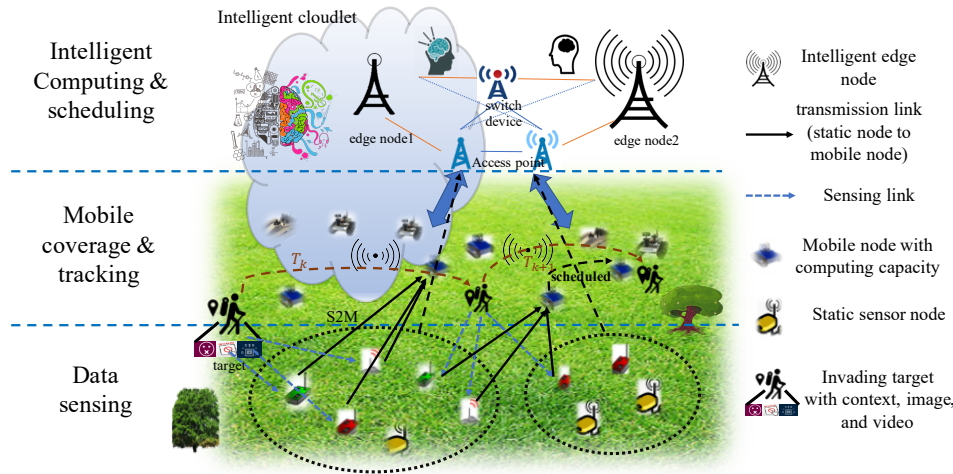 Intelligent cloudlet
Intelligent
Computing &
scheduling
switch
device
edge node1
edge node2
Access point
Mobile
coverage &
tracking
T_k
T_{k+
scheduled
S2M
target
Data
sensing
Intelligent edge
node
transmission link
(static node to
mobile node)
Sensing link
Mobile node with
computing capacity
Static sensor node
Invading target
with context, image,
and video